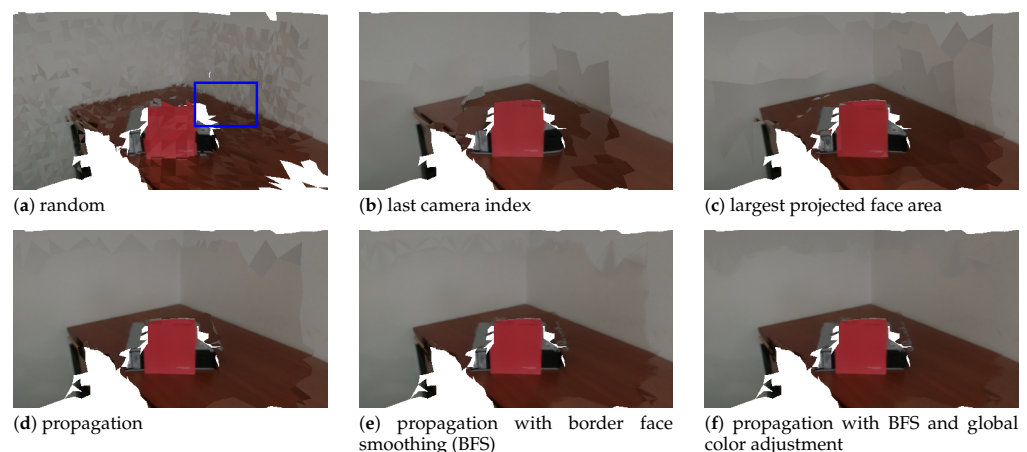 (a) random
(b) last camera index
(c) largest projected face area
(d) propagation
(e) propagation with border face
smoothing (BFS)
(f) propagation with BFS and global
color adjustment